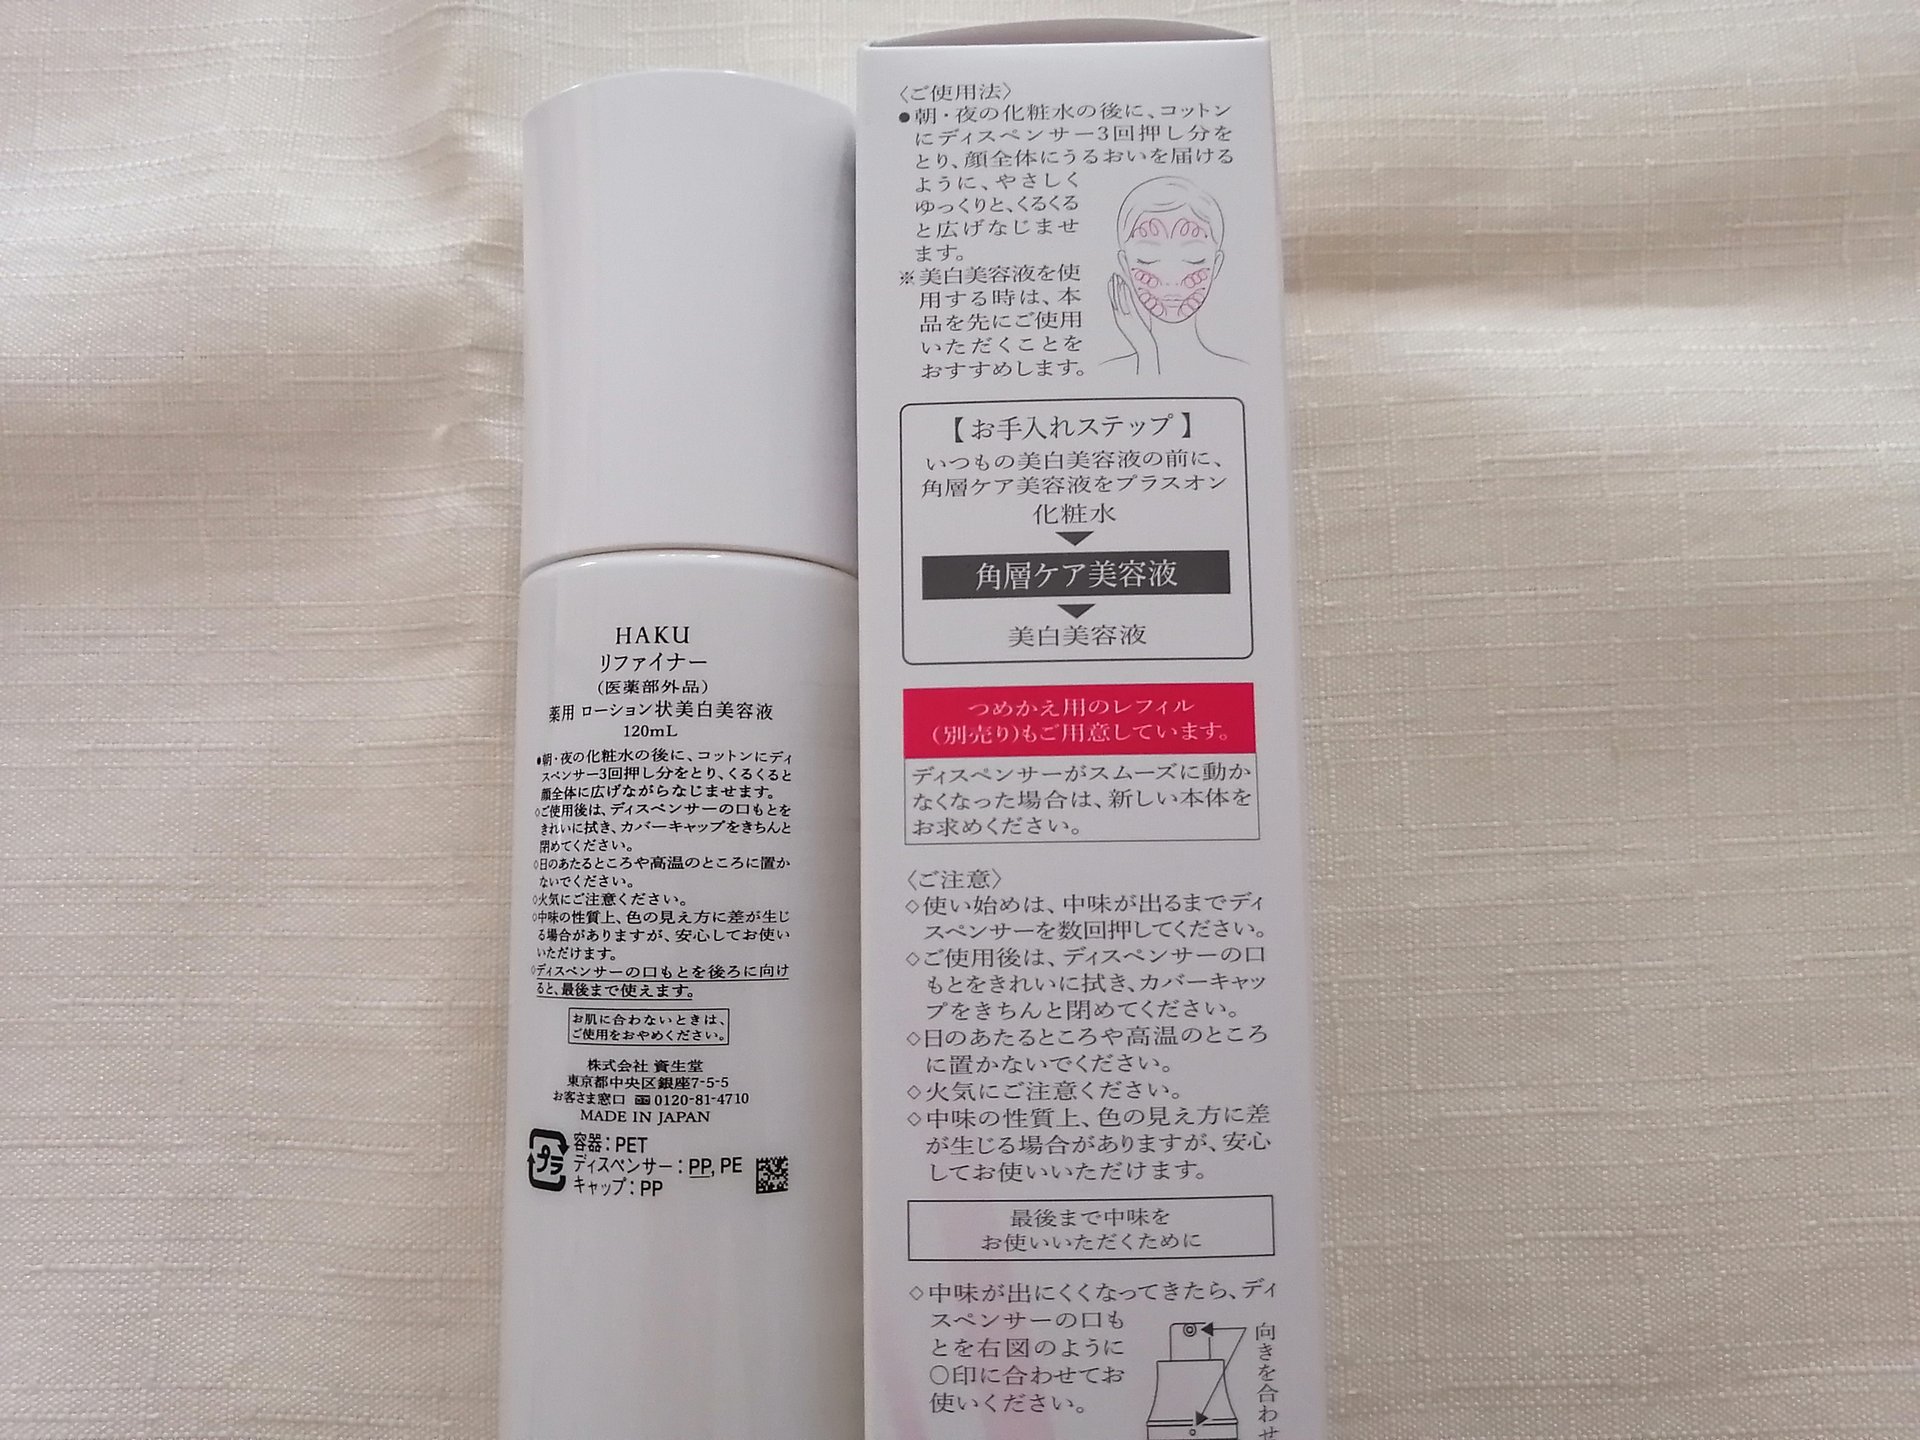 HAKU
リファイナー
(医薬部外品)
薬用 ローション状美白美容液
120mL
●朝・夜の化粧水の後に、コットンにディ
スペンサー3回押し分をとり、くるくると
顔全体に広げながらなじませます。
◇ご使用後は、ディスペンサーの口もとを
きれいに拭き、カバーキャップをきちんと
閉めてください。
◇日のあたるところや高温のところに置か
ないでください。
◇火気にご注意ください。
◇中味の性質上、色の見え方に差が生じ
る場合がありますが、安心してお使い
いただけます。
◇ディスペンサーの口もとを後ろに向け
ると、最後まで使えます。
お肌に合わないときは、
ご使用をおやめください。
株式会社 資生堂
東京都中央区銀座7-5-5
お客さま窓口 0120-81-4710
MADE IN JAPAN
プラ
容器:PET
ディスペンサー:PP, PE
キャップ:PP
〈ご使用法〉
●朝・夜の化粧水の後に、コットン
にディスペンサー3回押し分を
とり、顔全体にうるおいを届ける
ように、やさしく
ゆっくりと、くるくる
と広げなじませ
ます。
※美白美容液を使
用する時は、本
品を先にご使用
いただくことを
おすすめします。
【お手入れステップ】
いつもの美白美容液の前に、
角層ケア美容液をプラスオン
化粧水
角層ケア美容液
美白美容液
つめかえ用のレフィル
(別売り)もご用意しています。
ディスペンサーがスムーズに動か
なくなった場合は、新しい本体を
お求めください。
〈ご注意〉
◇使い始めは、中味が出るまでディ
スペンサーを数回押してください。
◇ご使用後は、ディスペンサーの口
もとをきれいに拭き、カバーキャッ
プをきちんと閉めてください。
◇日のあたるところや高温のところ
に置かないでください。
◇火気にご注意ください。
◇中味の性質上、色の見え方に差
が生じる場合がありますが、安心
してお使いいただけます。
最後まで中味を
お使いいただくために
◇中味が出にくくなってきたら、ディ
スペンサーの口も
とを右図のように
○印に合わせてお
使いください。
向きを合わせ